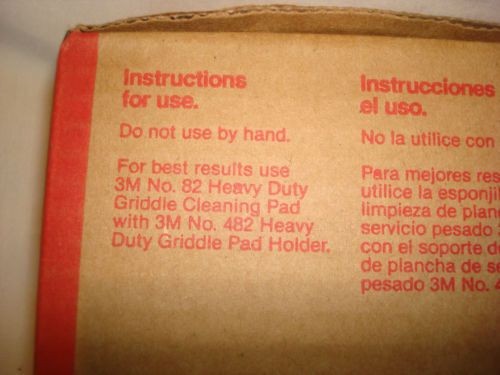 Instructions
for use.
Do not use by hand.
For best results use
3M No. 82 Heavy Duty
Griddle Cleaning Pad
with 3M No. 482 Heavy
Duty Griddle Pad Holder.
Instrucciones
el uso.
No la utilice con
Para mejores
utilice la
limpieza de
servicio pesado
con el soporte
de plancha de
pesado 3M No.